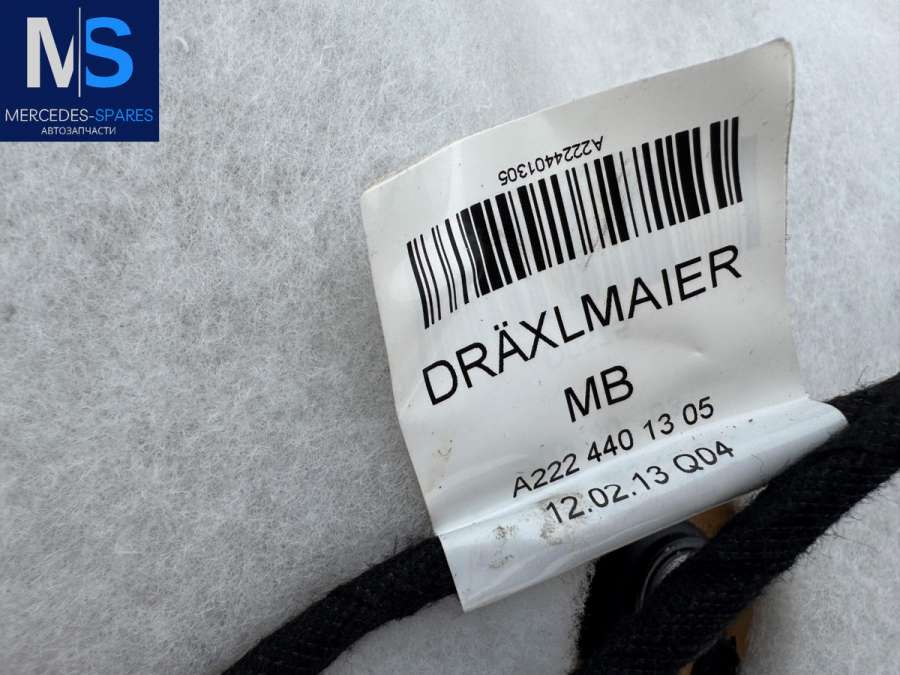 MS
MERCEDES-SPARES
АВТОЗАПЧАСТИ
A2224401305
DRÄXLMAIER
MB
A222 440 13 05
12.02.13 Q04